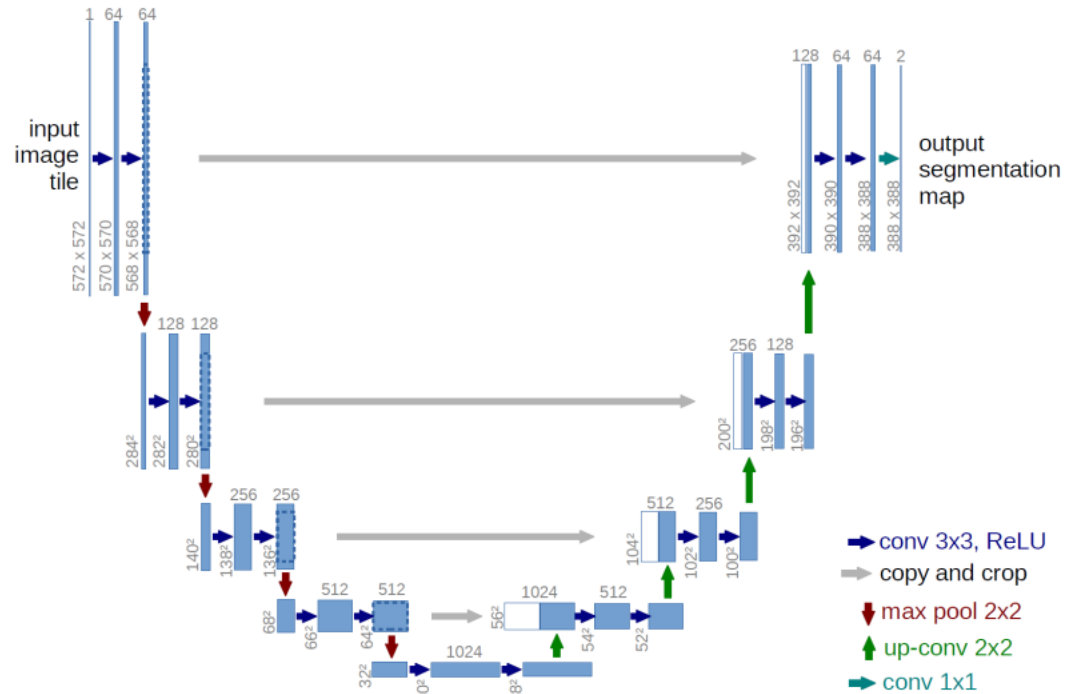 1 64 64
128 64 64 2
input
image
tile
output
segmentation
map
572 x 572
570 x 570
568 x 568
392 x 392
390 x 390
388 x 388
388 x 388
128 128
256 128
284²
282²
280²
200²
198²
196²
256 256
512 256
140²
138²
136²
104²
102²
100²
512 512
1024 512
68²
66²
64²
56²
54²
52²
1024
32²
0²
8²
conv 3x3, ReLU
copy and crop
max pool 2x2
up-conv 2x2
conv 1x1